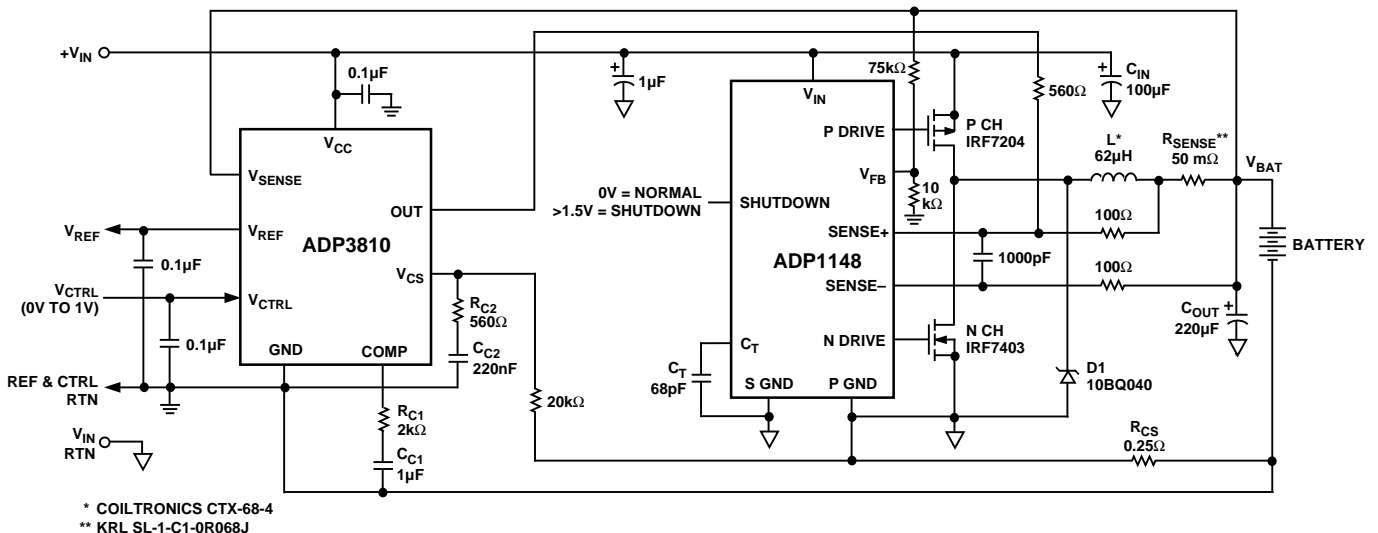 +VIN
0.1µF
1µF
75kΩ
560Ω
CIN
100µF
VCC
VIN
P DRIVE
P CH
IRF7204
L*
62µH
RSENSE**
50 mΩ
VBAT
VSENSE
VFB
10
kΩ
0V = NORMAL
>1.5V = SHUTDOWN
SHUTDOWN
OUT
VREF
VREF
ADP3810
SENSE+
100Ω
BATTERY
0.1µF
VCS
ADP1148
1000pF
VCTRL
(0V TO 1V)
VCTRL
SENSE–
100Ω
RC2
560Ω
COUT
220µF
0.1µF
GND
COMP
CC2
220nF
CT
N DRIVE
N CH
IRF7403
CT
68pF
S GND
P GND
D1
10BQ040
REF & CTRL
RTN
20kΩ
RC1
2kΩ
RCS
0.25Ω
VIN
RTN
CC1
1µF
* COILTRONICS CTX-68-4
** KRL SL-1-C1-0R068J